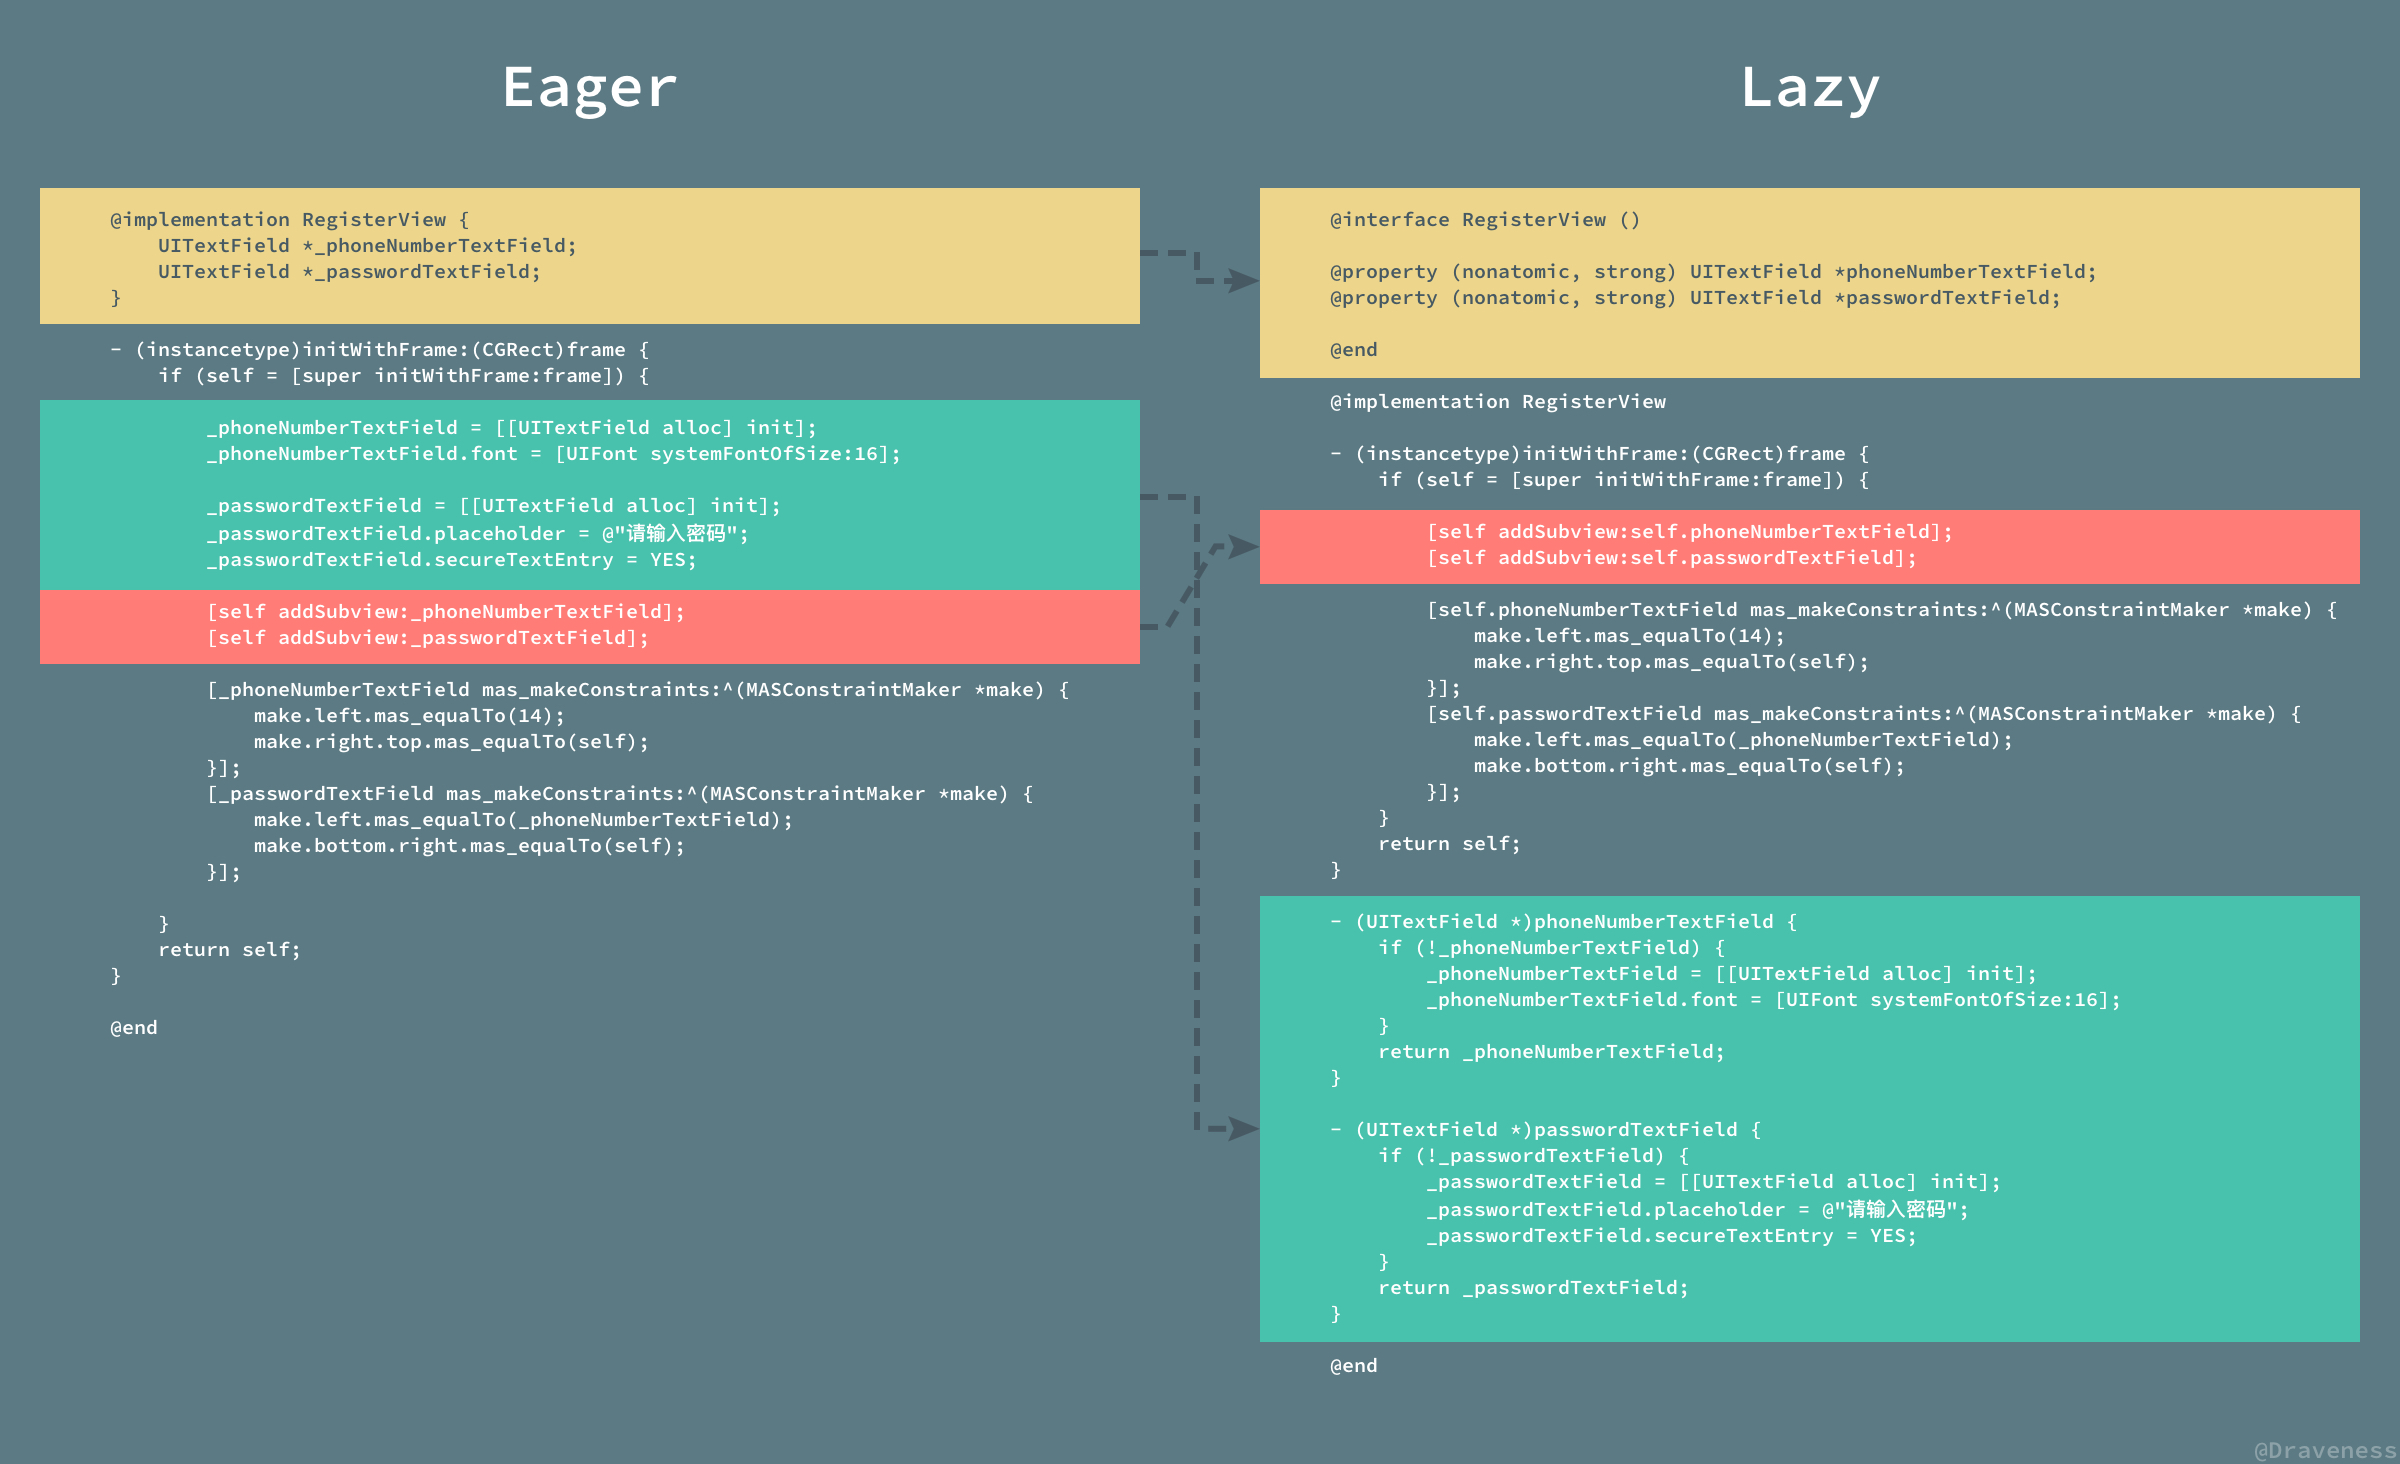 Eager
@implementation RegisterView {
    UITextField *_phoneNumberTextField;
    UITextField *_passwordTextField;
}
- (instancetype)initWithFrame:(CGRect)frame {
    if (self = [super initWithFrame:frame]) {
        _phoneNumberTextField = [[UITextField alloc] init];
        _phoneNumberTextField.font = [UIFont systemFontOfSize:16];
        _passwordTextField = [[UITextField alloc] init];
        _passwordTextField.placeholder = @"请输入密码";
        _passwordTextField.secureTextEntry = YES;
        [self addSubview:_phoneNumberTextField];
        [self addSubview:_passwordTextField];
        [_phoneNumberTextField mas_makeConstraints:^(MASConstraintMaker *make) {
            make.left.mas_equalTo(14);
            make.right.top.mas_equalTo(self);
        }];
        [_passwordTextField mas_makeConstraints:^(MASConstraintMaker *make) {
            make.left.mas_equalTo(_phoneNumberTextField);
            make.bottom.right.mas_equalTo(self);
        }];
    }
    return self;
}
@end
Lazy
@interface RegisterView ()
@property (nonatomic, strong) UITextField *phoneNumberTextField;
@property (nonatomic, strong) UITextField *passwordTextField;
@end
@implementation RegisterView
- (instancetype)initWithFrame:(CGRect)frame {
    if (self = [super initWithFrame:frame]) {
        [self addSubview:self.phoneNumberTextField];
        [self addSubview:self.passwordTextField];
        [self.phoneNumberTextField mas_makeConstraints:^(MASConstraintMaker *make) {
            make.left.mas_equalTo(14);
            make.right.top.mas_equalTo(self);
        }];
        [self.passwordTextField mas_makeConstraints:^(MASConstraintMaker *make) {
            make.left.mas_equalTo(_phoneNumberTextField);
            make.bottom.right.mas_equalTo(self);
        }];
    }
    return self;
}
- (UITextField *)phoneNumberTextField {
    if (!_phoneNumberTextField) {
        _phoneNumberTextField = [[UITextField alloc] init];
        _phoneNumberTextField.font = [UIFont systemFontOfSize:16];
    }
    return _phoneNumberTextField;
}
- (UITextField *)passwordTextField {
    if (!_passwordTextField) {
        _passwordTextField = [[UITextField alloc] init];
        _passwordTextField.placeholder = @"请输入密码";
        _passwordTextField.secureTextEntry = YES;
    }
    return _passwordTextField;
}
@end
@Draveness